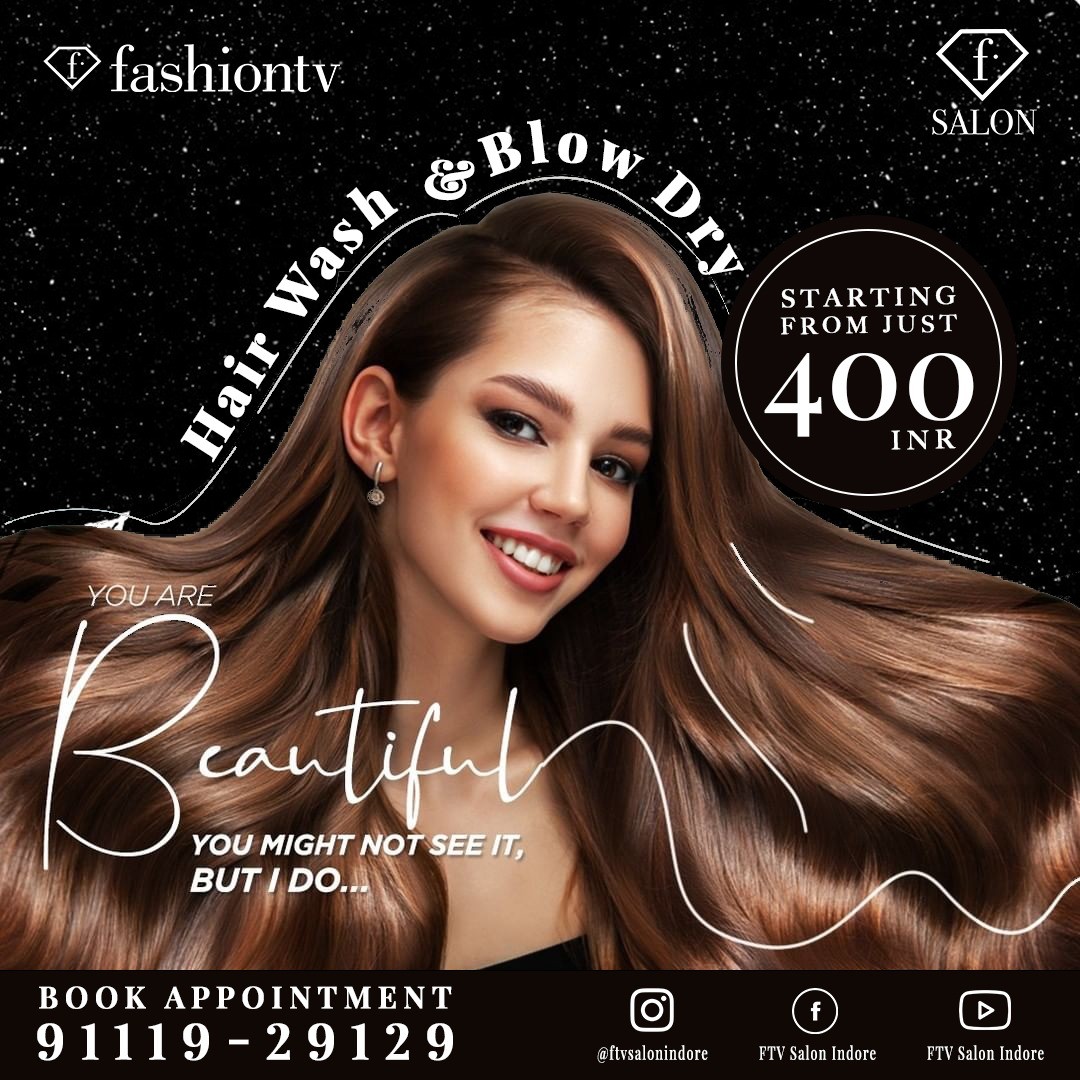 fashiontv
f
SALON
Hair Wash & Blow Dry
STARTING
FROM JUST
400
INR
YOU ARE
Beautiful
YOU MIGHT NOT SEE IT,
BUT I DO...
BOOK APPOINTMENT
91119-29129
@ftvsalonindore
FTV Salon Indore
FTV Salon Indore